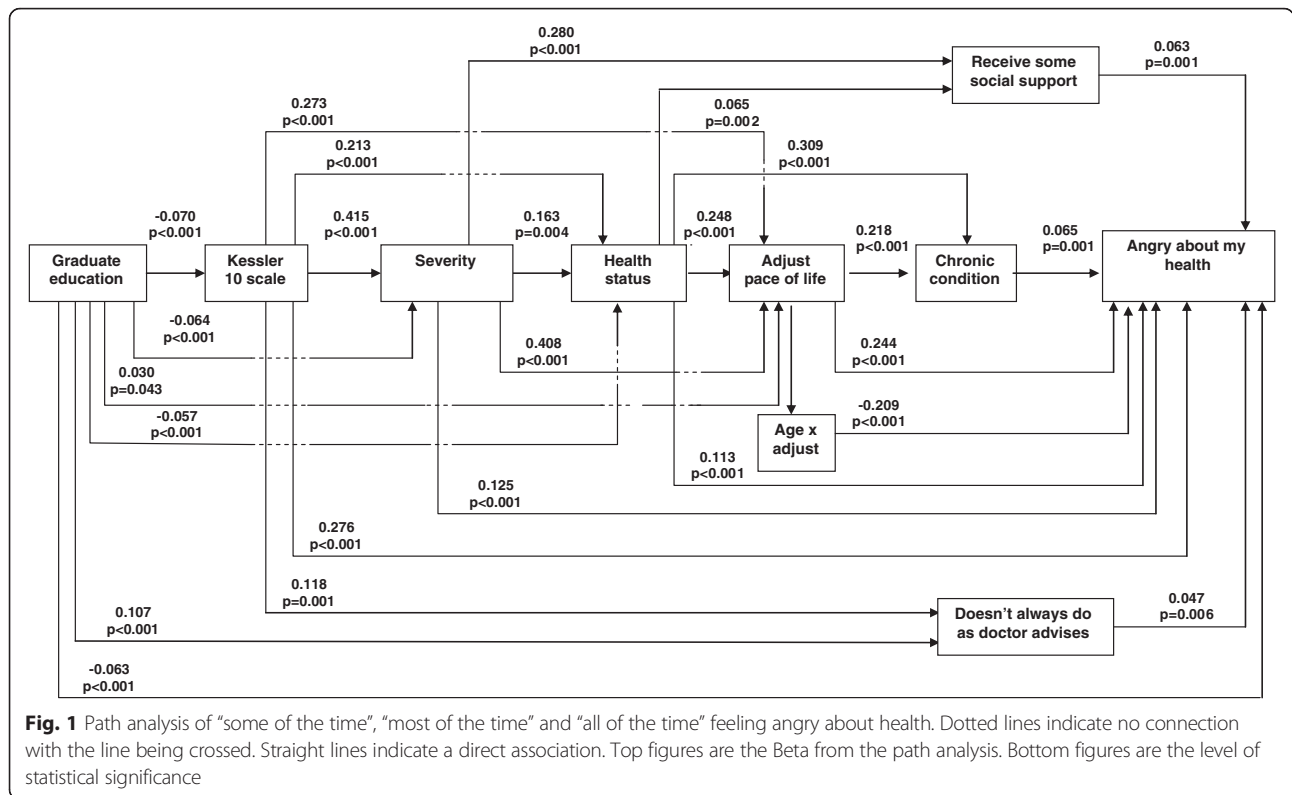 0.280
p<0.001
Receive some
social support
0.063
p=0.001
0.273
p<0.001
0.065
p=0.002
0.213
p<0.001
0.309
p<0.001
-0.070
p<0.001
0.415
p<0.001
0.163
p=0.004
0.248
p<0.001
0.218
p<0.001
0.065
p=0.001
Graduate
education
Kessler
10 scale
Severity
Health
status
Adjust
pace of life
Chronic
condition
Angry about my
health
-0.064
p<0.001
0.408
p<0.001
0.244
p<0.001
0.030
p=0.043
-0.057
p<0.001
Age x
adjust
-0.209
p<0.001
0.113
p<0.001
0.125
p<0.001
0.276
p<0.001
0.118
p=0.001
0.107
p<0.001
Doesn't always do
as doctor advises
0.047
p=0.006
-0.063
p<0.001
Fig. 1 Path analysis of “some of the time”, “most of the time” and “all of the time” feeling angry about health. Dotted lines indicate no connection
with the line being crossed. Straight lines indicate a direct association. Top figures are the Beta from the path analysis. Bottom figures are the level of
statistical significance